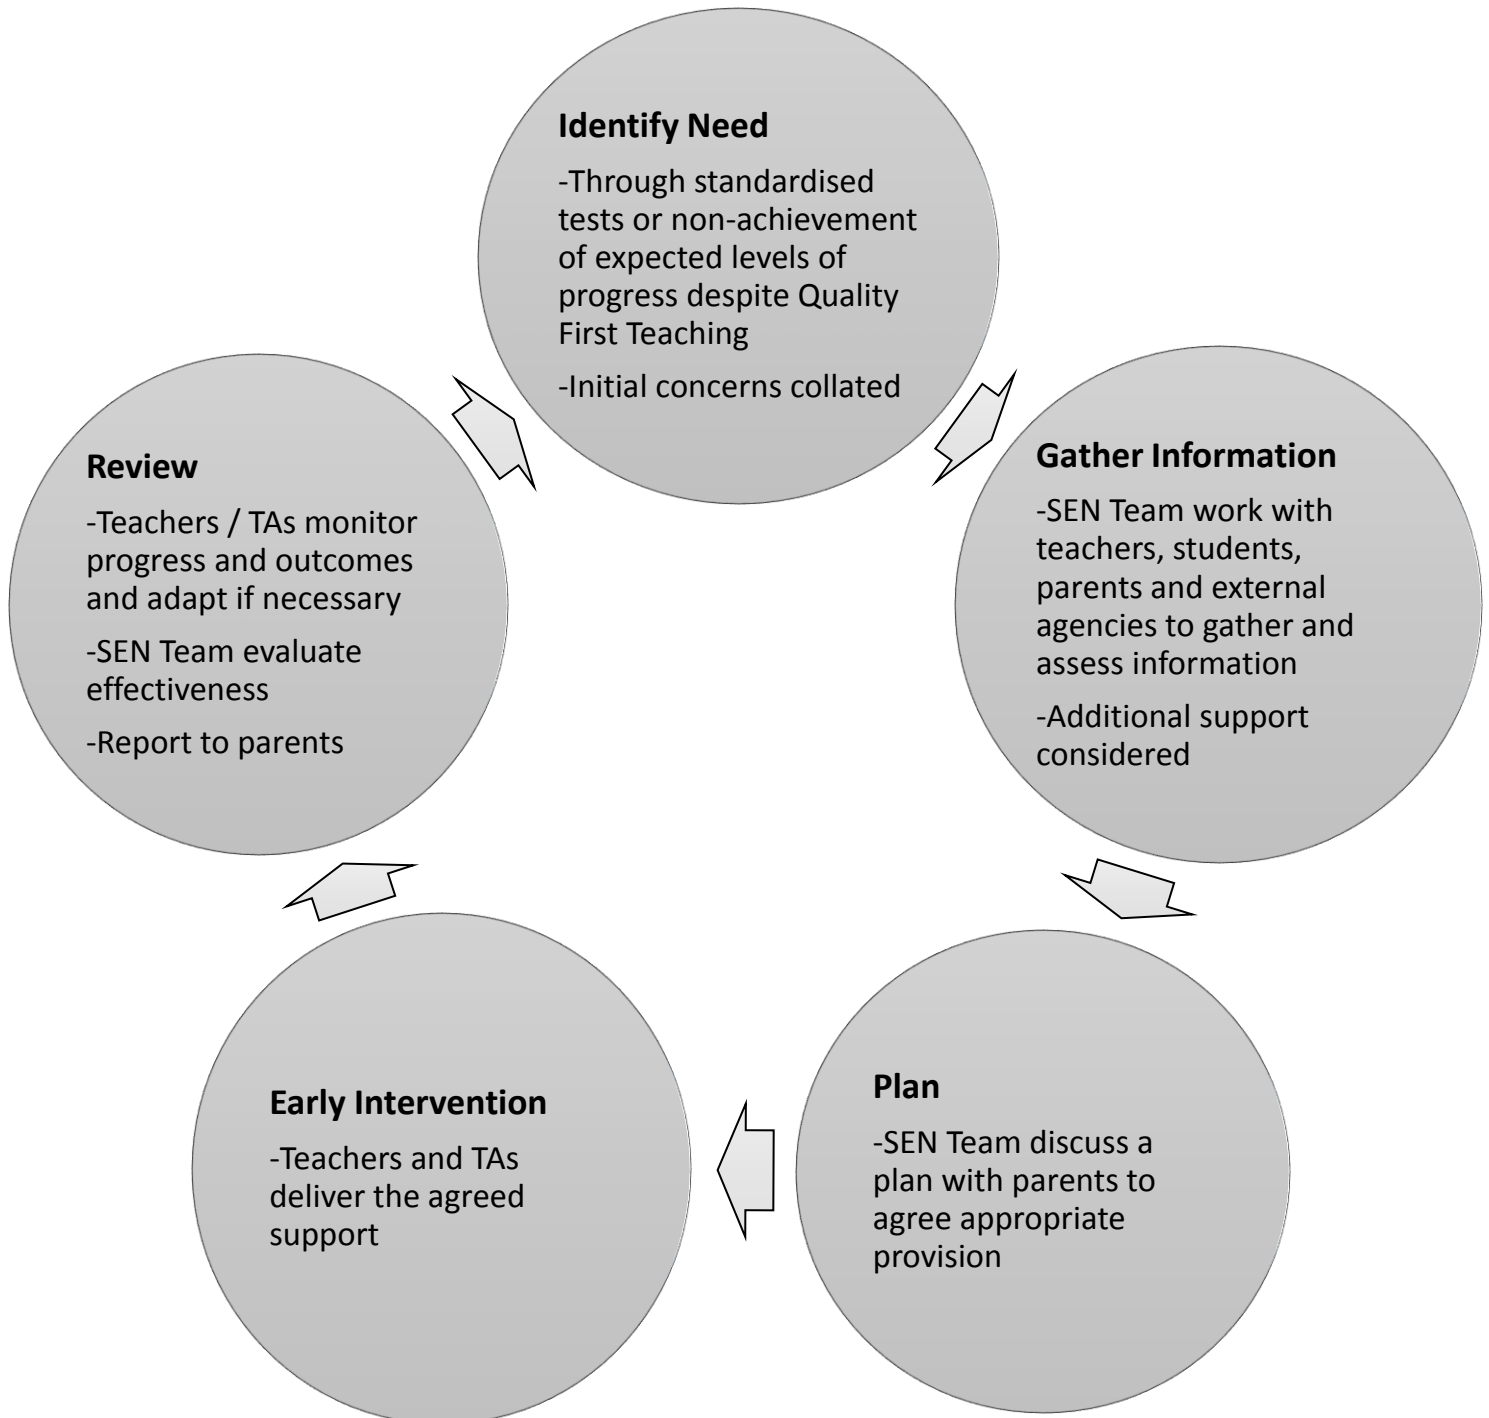 Identify Need
-Through standardised
tests or non-achievement
of expected levels of
progress despite Quality
First Teaching
-Initial concerns collated
Gather Information
-SEN Team work with
teachers, students,
parents and external
agencies to gather and
assess information
-Additional support
considered
Plan
-SEN Team discuss a
plan with parents to
agree appropriate
provision
Early Intervention
-Teachers and TAs
deliver the agreed
support
Review
-Teachers / TAs monitor
progress and outcomes
and adapt if necessary
-SEN Team evaluate
effectiveness
-Report to parents